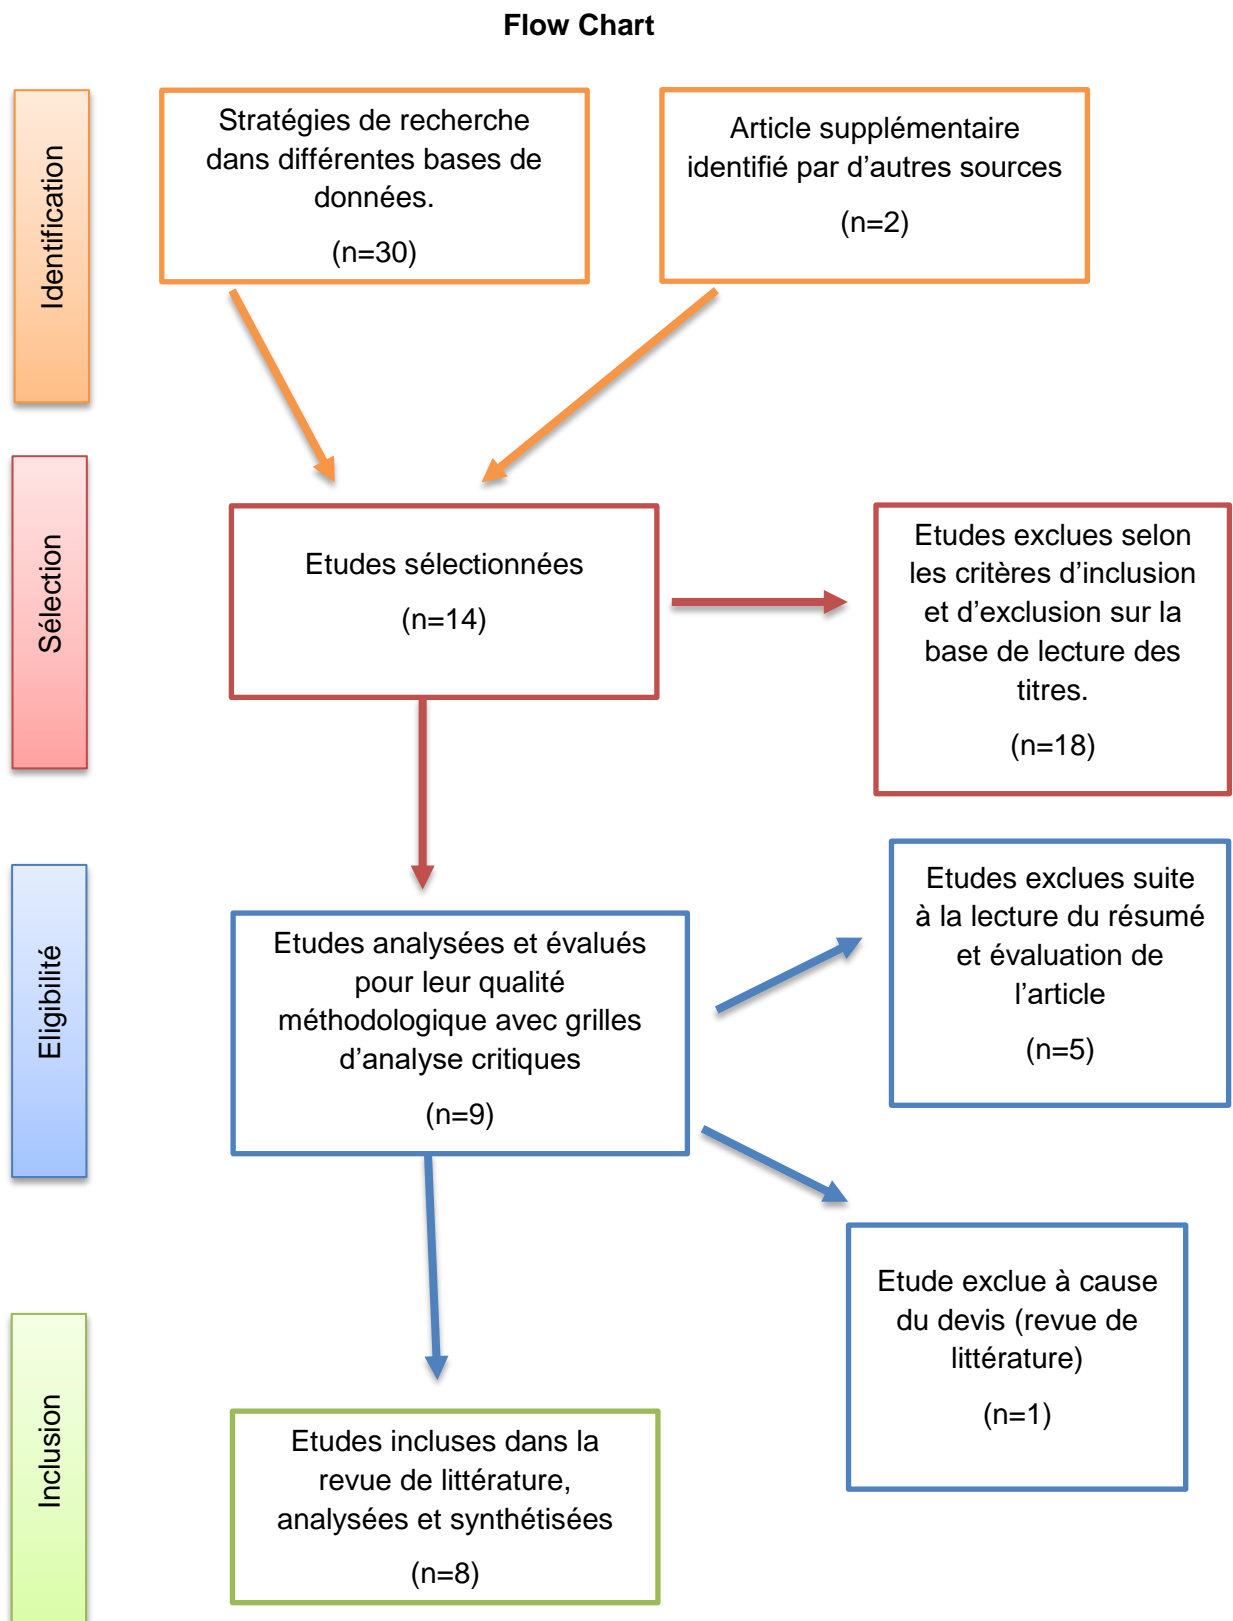 Flow Chart
Identification
Stratégies de recherche
dans différentes bases de
données.
(n=30)
Article supplémentaire
identifié par d'autres sources
(n=2)
Sélection
Etudes sélectionnées
(n=14)
Etudes exclues selon
les critères d'inclusion
et d'exclusion sur la
base de lecture des
titres.
(n=18)
Eligibilité
Etudes analysées et évalués
pour leur qualité
méthodologique avec grilles
d'analyse critiques
(n=9)
Etudes exclues suite
à la lecture du résumé
et évaluation de
l'article
(n=5)
Etude exclue à cause
du devis (revue de
littérature)
(n=1)
Inclusion
Etudes incluses dans la
revue de littérature,
analysées et synthétisées
(n=8)